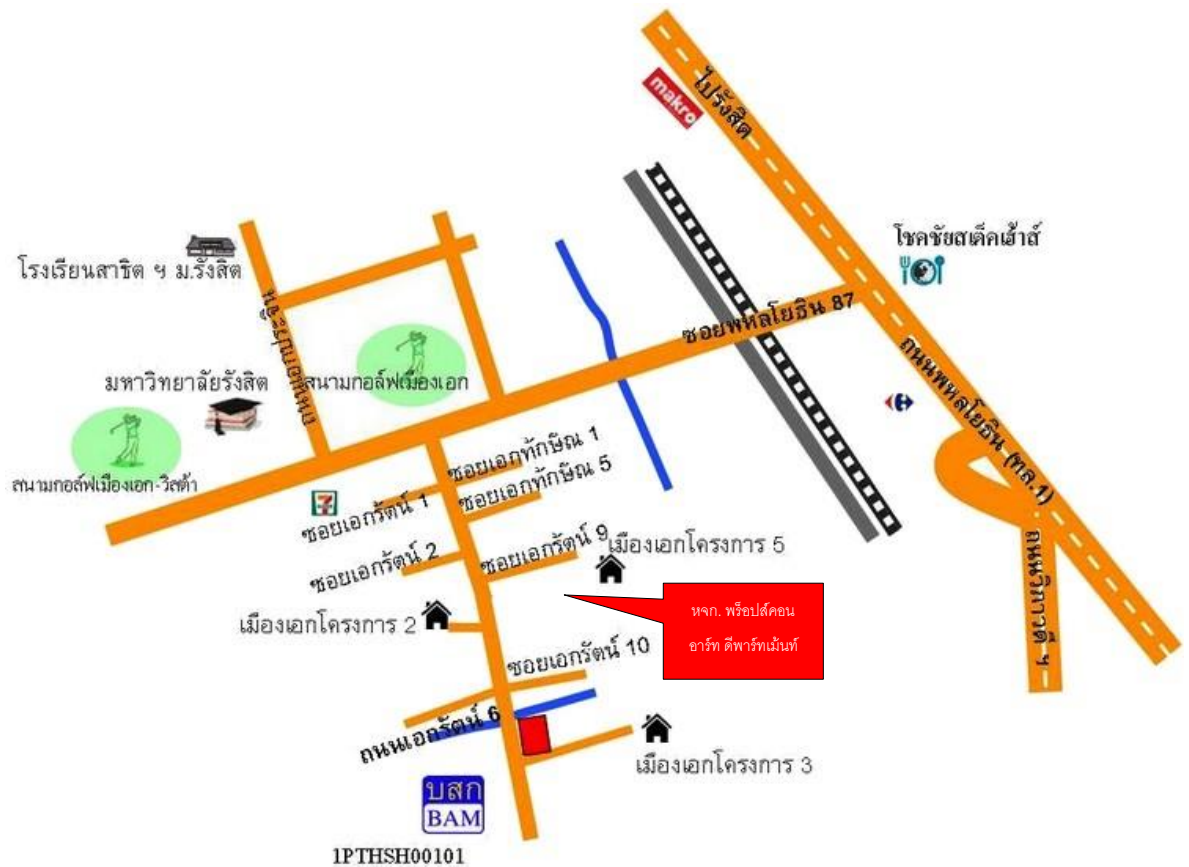 makro
ไปรังสิต
โชคชัยสเต็คเฮ้าส์
โรงเรียนสาธิต ฯ ม.รังสิต
ซอยพหลโยธิน 87
ถนนพหลโยธิน (ทล.1)
มหาวิทยาลัยรังสิต
สนามกอล์ฟเมืองเอก
สนามกอล์ฟเมืองเอก-วิสต้า
7
ซอยเอกทักษิณ 1
ซอยเอกทักษิณ 5
ซอยเอกรัตน์ 1
ซอยเอกรัตน์ 2
ซอยเอกรัตน์ 9
เมืองเอกโครงการ 5
ถนนวิภาวดี ฯ
หจก. พร็อปส์คอน
อาร์ท ดีพาร์ทเม้นท์
เมืองเอกโครงการ 2
ซอยเอกรัตน์ 10
ถนนเอกรัตน์ 6
เมืองเอกโครงการ 3
บสก
BAM
1PTHSH00101